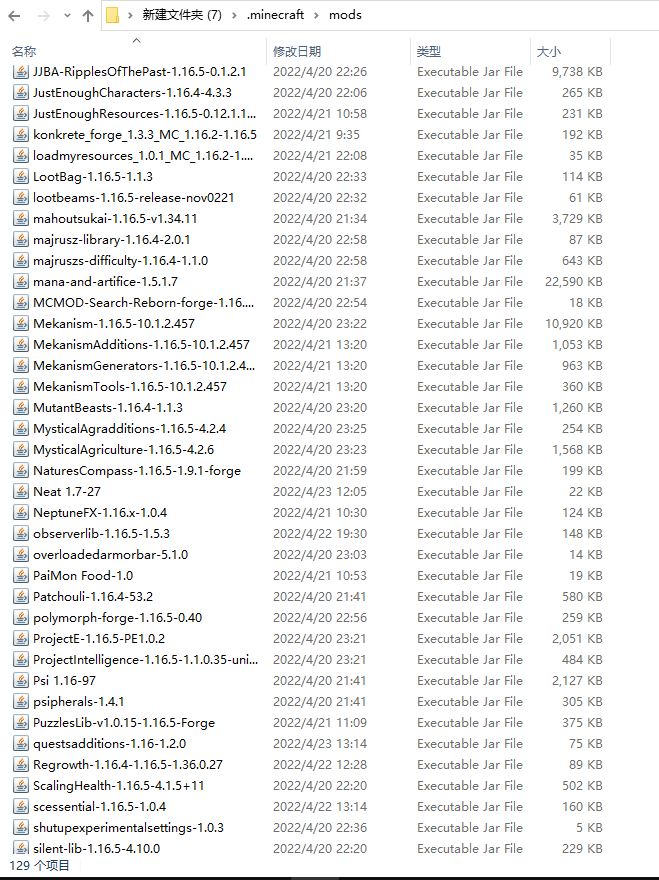 新建文件夹 (7) › .minecraft › mods
名称 修改日期 类型 大小
JJBA-RipplesOfThePast-1.16.5-0.1.2.1 2022/4/20 22:26 Executable Jar File 9,738 KB
JustEnoughCharacters-1.16.4-4.3.3 2022/4/20 22:06 Executable Jar File 265 KB
JustEnoughResources-1.16.5-0.12.1.1... 2022/4/21 10:58 Executable Jar File 231 KB
konkrete_forge_1.3.3_MC_1.16.2-1.16.5 2022/4/21 9:35 Executable Jar File 192 KB
loadmyresources_1.0.1_MC_1.16.2-1.... 2022/4/21 22:08 Executable Jar File 35 KB
LootBag-1.16.5-1.1.3 2022/4/20 22:33 Executable Jar File 114 KB
lootbeams-1.16.5-release-nov0221 2022/4/20 22:32 Executable Jar File 61 KB
mahoutsukai-1.16.5-v1.34.11 2022/4/20 21:34 Executable Jar File 3,729 KB
majrusz-library-1.16.4-2.0.1 2022/4/20 22:58 Executable Jar File 87 KB
majruszs-difficulty-1.16.4-1.1.0 2022/4/20 22:58 Executable Jar File 643 KB
mana-and-artifice-1.5.1.7 2022/4/20 21:37 Executable Jar File 22,590 KB
MCMOD-Search-Reborn-forge-1.16.... 2022/4/20 22:54 Executable Jar File 18 KB
Mekanism-1.16.5-10.1.2.457 2022/4/20 23:22 Executable Jar File 10,920 KB
MekanismAdditions-1.16.5-10.1.2.457 2022/4/21 13:20 Executable Jar File 1,053 KB
MekanismGenerators-1.16.5-10.1.2.4... 2022/4/21 13:20 Executable Jar File 963 KB
MekanismTools-1.16.5-10.1.2.457 2022/4/21 13:20 Executable Jar File 360 KB
MutantBeasts-1.16.4-1.1.3 2022/4/20 23:20 Executable Jar File 1,260 KB
MysticalAgradditions-1.16.5-4.2.4 2022/4/20 23:25 Executable Jar File 254 KB
MysticalAgriculture-1.16.5-4.2.6 2022/4/20 23:23 Executable Jar File 1,568 KB
NaturesCompass-1.16.5-1.9.1-forge 2022/4/20 21:59 Executable Jar File 199 KB
Neat 1.7-27 2022/4/23 12:05 Executable Jar File 22 KB
NeptuneFX-1.16.x-1.0.4 2022/4/21 10:30 Executable Jar File 124 KB
observerlib-1.16.5-1.5.3 2022/4/22 19:30 Executable Jar File 148 KB
overloadedarmorbar-5.1.0 2022/4/20 23:03 Executable Jar File 14 KB
PaiMon Food-1.0 2022/4/21 10:53 Executable Jar File 19 KB
Patchouli-1.16.4-53.2 2022/4/20 21:41 Executable Jar File 580 KB
polymorph-forge-1.16.5-0.40 2022/4/20 22:56 Executable Jar File 259 KB
ProjectE-1.16.5-PE1.0.2 2022/4/20 23:21 Executable Jar File 2,051 KB
ProjectIntelligence-1.16.5-1.1.0.35-uni... 2022/4/20 23:21 Executable Jar File 484 KB
Psi 1.16-97 2022/4/20 21:41 Executable Jar File 2,127 KB
psipherals-1.4.1 2022/4/20 21:41 Executable Jar File 305 KB
PuzzlesLib-v1.0.15-1.16.5-Forge 2022/4/21 11:09 Executable Jar File 375 KB
questsadditions-1.16-1.2.0 2022/4/23 13:14 Executable Jar File 75 KB
Regrowth-1.16.4-1.16.5-1.36.0.27 2022/4/22 12:28 Executable Jar File 89 KB
ScalingHealth-1.16.5-4.1.5+11 2022/4/20 22:20 Executable Jar File 502 KB
scessential-1.16.5-1.0.4 2022/4/22 13:14 Executable Jar File 160 KB
shutupexperimentalsettings-1.0.3 2022/4/20 22:36 Executable Jar File 5 KB
silent-lib-1.16.5-4.10.0 2022/4/20 22:20 Executable Jar File 229 KB
129 个项目